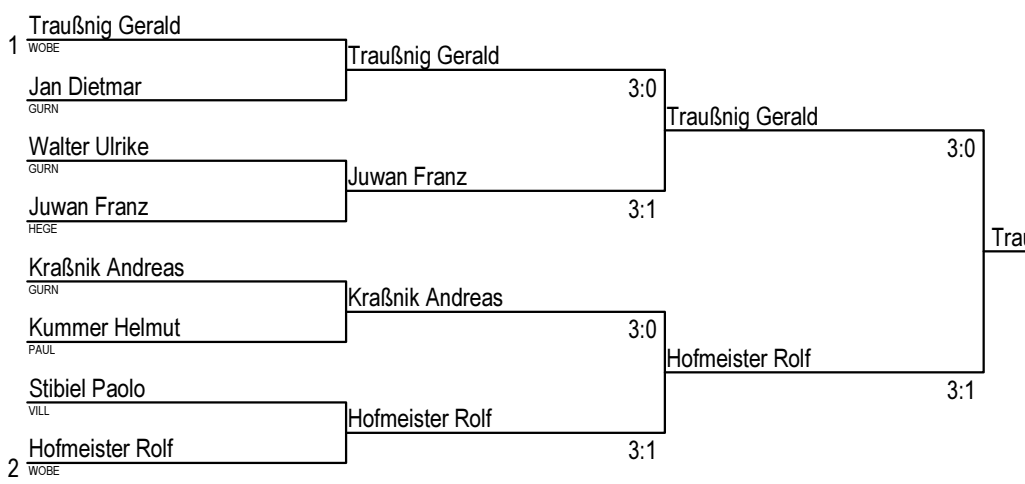 Traußnig Gerald
1 WOBE
Traußnig Gerald
Jan Dietmar
3:0
GURN
Traußnig Gerald
Walter Ulrike
3:0
GURN
Juwan Franz
Juwan Franz
3:1
HEGE
Trau
Kraßnik Andreas
GURN
Kraßnik Andreas
Kummer Helmut
3:0
PAUL
Hofmeister Rolf
Stibiel Paolo
3:1
VILL
Hofmeister Rolf
Hofmeister Rolf
3:1
2 WOBE